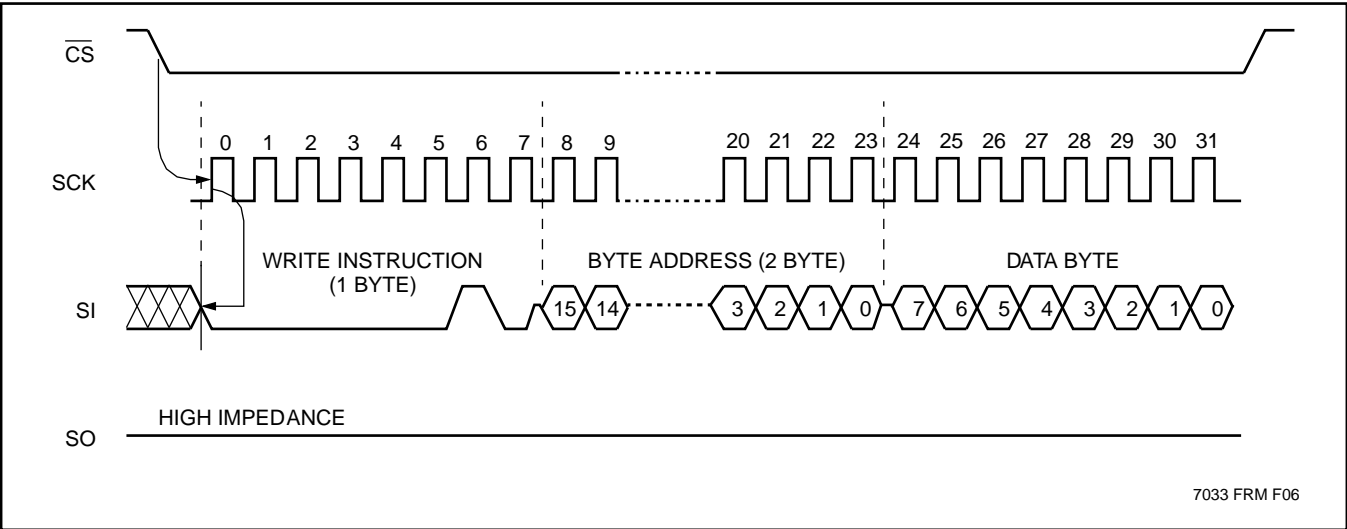 CS
0 1 2 3 4 5 6 7 8 9 20 21 22 23 24 25 26 27 28 29 30 31
SCK
WRITE INSTRUCTION
(1 BYTE)
BYTE ADDRESS (2 BYTE)
DATA BYTE
SI
15 14 3 2 1 0 7 6 5 4 3 2 1 0
HIGH IMPEDANCE
SO
7033 FRM F06